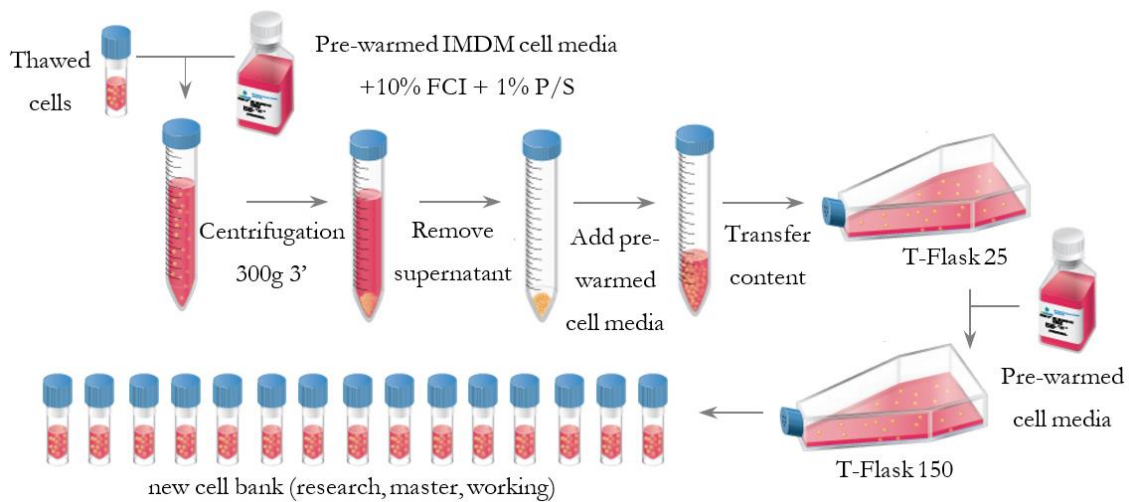 Thawed
cells
Pre-warmed IMDM cell media
+10% FCI + 1% P/S
Centrifugation
300g 3’
Remove
supernatant
Add pre-
warmed
cell media
Transfer
content
T-Flask 25
Pre-warmed
cell media
T-Flask 150
new cell bank (research, master, working)